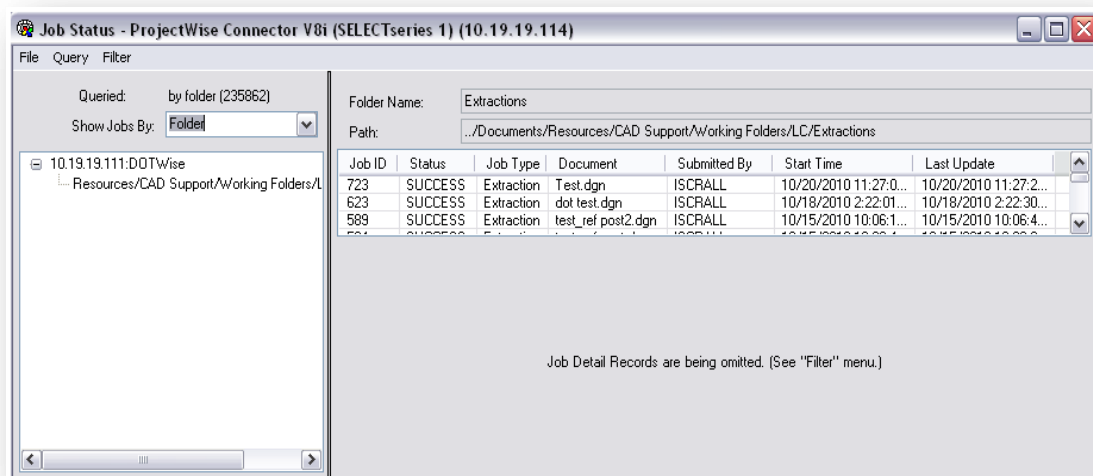 Job Status - ProjectWise Connector V8i (SELECTseries 1) (10.19.19.114)
File Query Filter
Queried: by folder (235862)
Show Jobs By: Folder
10.19.19.111:DOTWise
Resources/CAD Support/Working Folders/L
Folder Name: Extractions
Path: ../Documents/Resources/CAD Support/Working Folders/LC/Extractions
Job ID Status Job Type Document Submitted By Start Time Last Update
723 SUCCESS Extraction Test.dgn ISCRALL 10/20/2010 11:27:0... 10/20/2010 11:27:2...
623 SUCCESS Extraction dot test.dgn ISCRALL 10/18/2010 2:22:01... 10/18/2010 2:22:30...
589 SUCCESS Extraction test_ref post2.dgn ISCRALL 10/15/2010 10:06:1... 10/15/2010 10:06:4...
Job Detail Records are being omitted. (See "Filter" menu.)